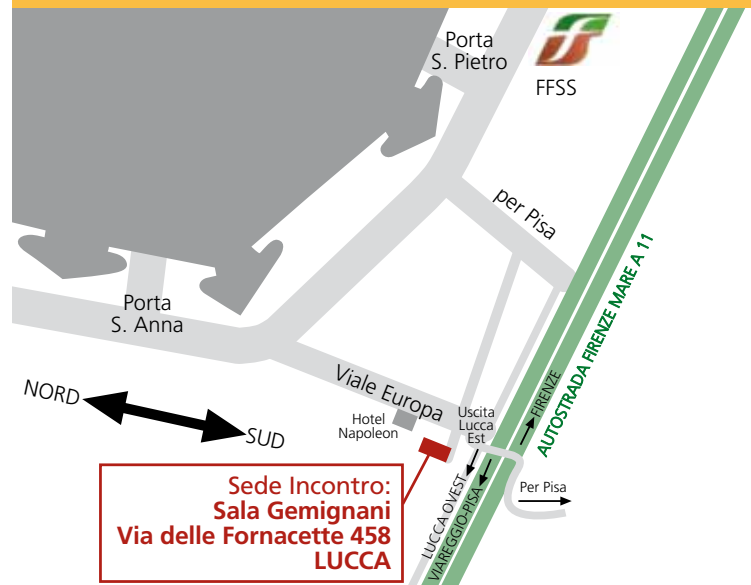 Porta
S. Pietro
FFSS
per Pisa
AUTOSTRADA FIRENZE MARE A 11
Porta
S. Anna
Viale Europa
FIRENZE
NORD
SUD
Hotel
Napoleon
Uscita
Lucca
Est
LUCCA OVEST
VIAREGGIO-PISA
Per Pisa
Sede Incontro:
Sala Gemignani
Via delle Fornacette 458
LUCCA